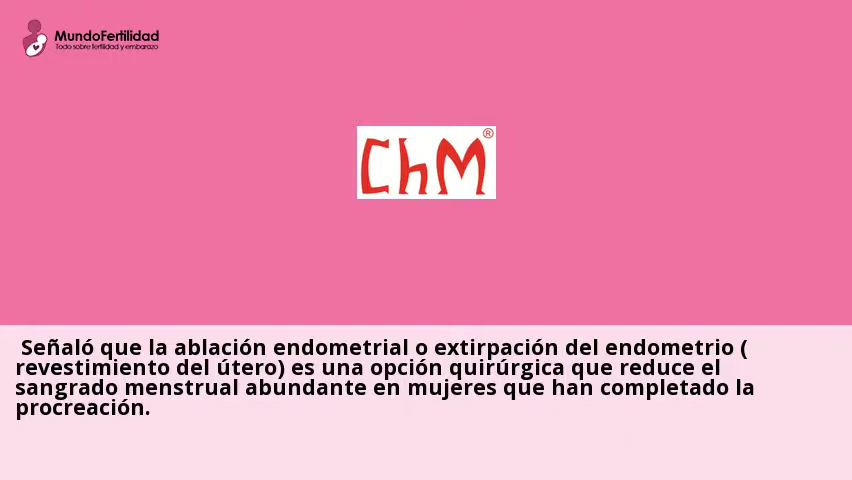 MundoFertilidad
Todo sobre fertilidad y embarazo
ChM®
Señaló que la ablación endometrial o extirpación del endometrio (
revestimiento del útero) es una opción quirúrgica que reduce el
sangrado menstrual abundante en mujeres que han completado la
procreación.